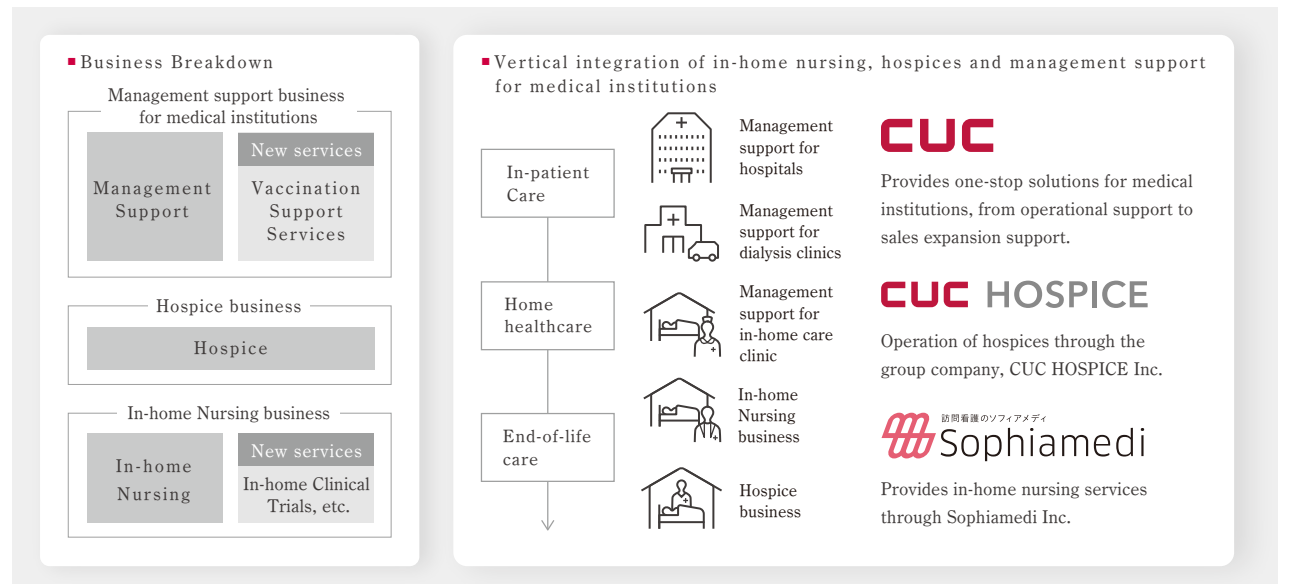 Business Breakdown
Management support business
for medical institutions
Management
Support
New services
Vaccination
Support
Services
Hospice business
Hospice
In-home Nursing business
In-home
Nursing
New services
In-home Clinical
Trials, etc.
Vertical integration of in-home nursing, hospices and management support
for medical institutions
In-patient
Care
Home
healthcare
End-of-life
care
Management
support for
hospitals
Management
support for
dialysis clinics
Management
support for
in-home care
clinic
In-home
Nursing
business
Hospice
business
CUC
Provides one-stop solutions for medical
institutions, from operational support to
sales expansion support.
CUC HOSPICE
Operation of hospices through the
group company, CUC HOSPICE Inc.
訪問看護のソフィアメディ
Sophiamedi
Provides in-home nursing services
through Sophiamedi Inc.